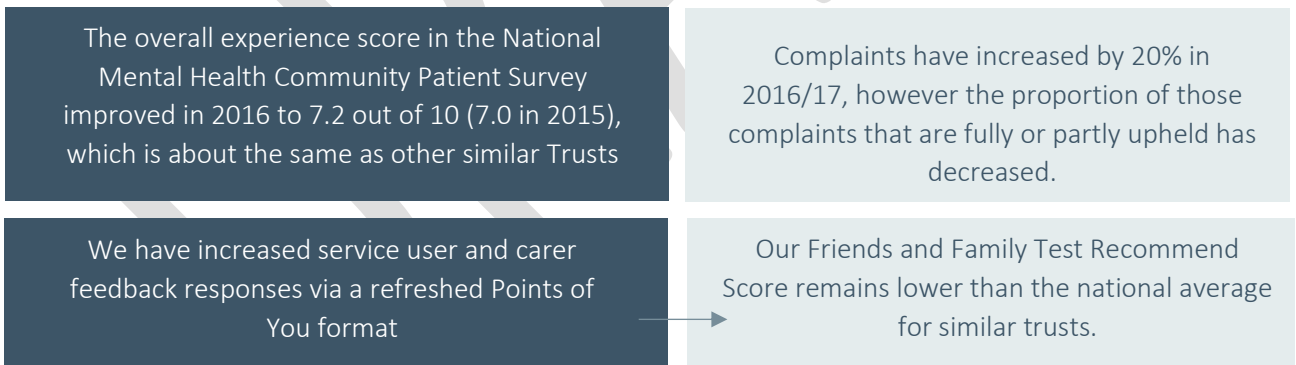 The overall experience score in the National
Mental Health Community Patient Survey
improved in 2016 to 7.2 out of 10 (7.0 in 2015),
which is about the same as other similar Trusts
Complaints have increased by 20% in
2016/17, however the proportion of those
complaints that are fully or partly upheld has
decreased.
We have increased service user and carer
feedback responses via a refreshed Points of
You format
Our Friends and Family Test Recommend
Score remains lower than the national average
for similar trusts.